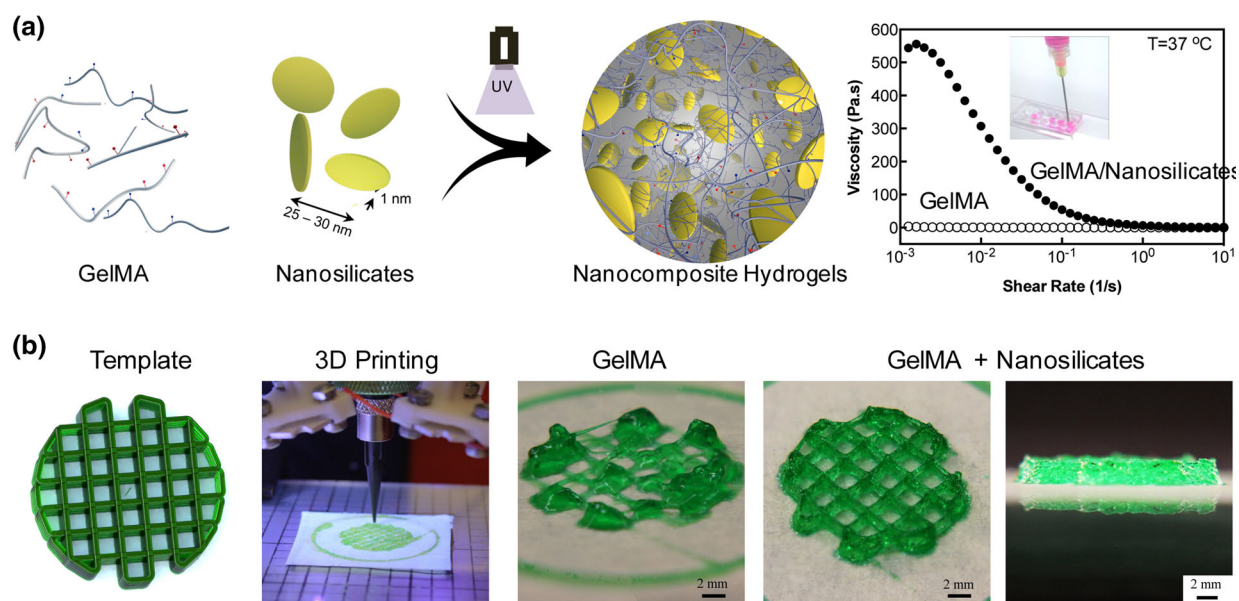 (a)
UV
25 – 30 nm
1 nm
GelMA
Nanosilicates
Nanocomposite Hydrogels
T=37 °C
Viscosity (Pa.s)
600
500
400
300
200
100
0
GelMA/Nanosilicates
GelMA
10-3
10-2
10-1
100
101
Shear Rate (1/s)
(b)
Template
3D Printing
GelMA
GelMA + Nanosilicates
2 mm
2 mm
2 mm